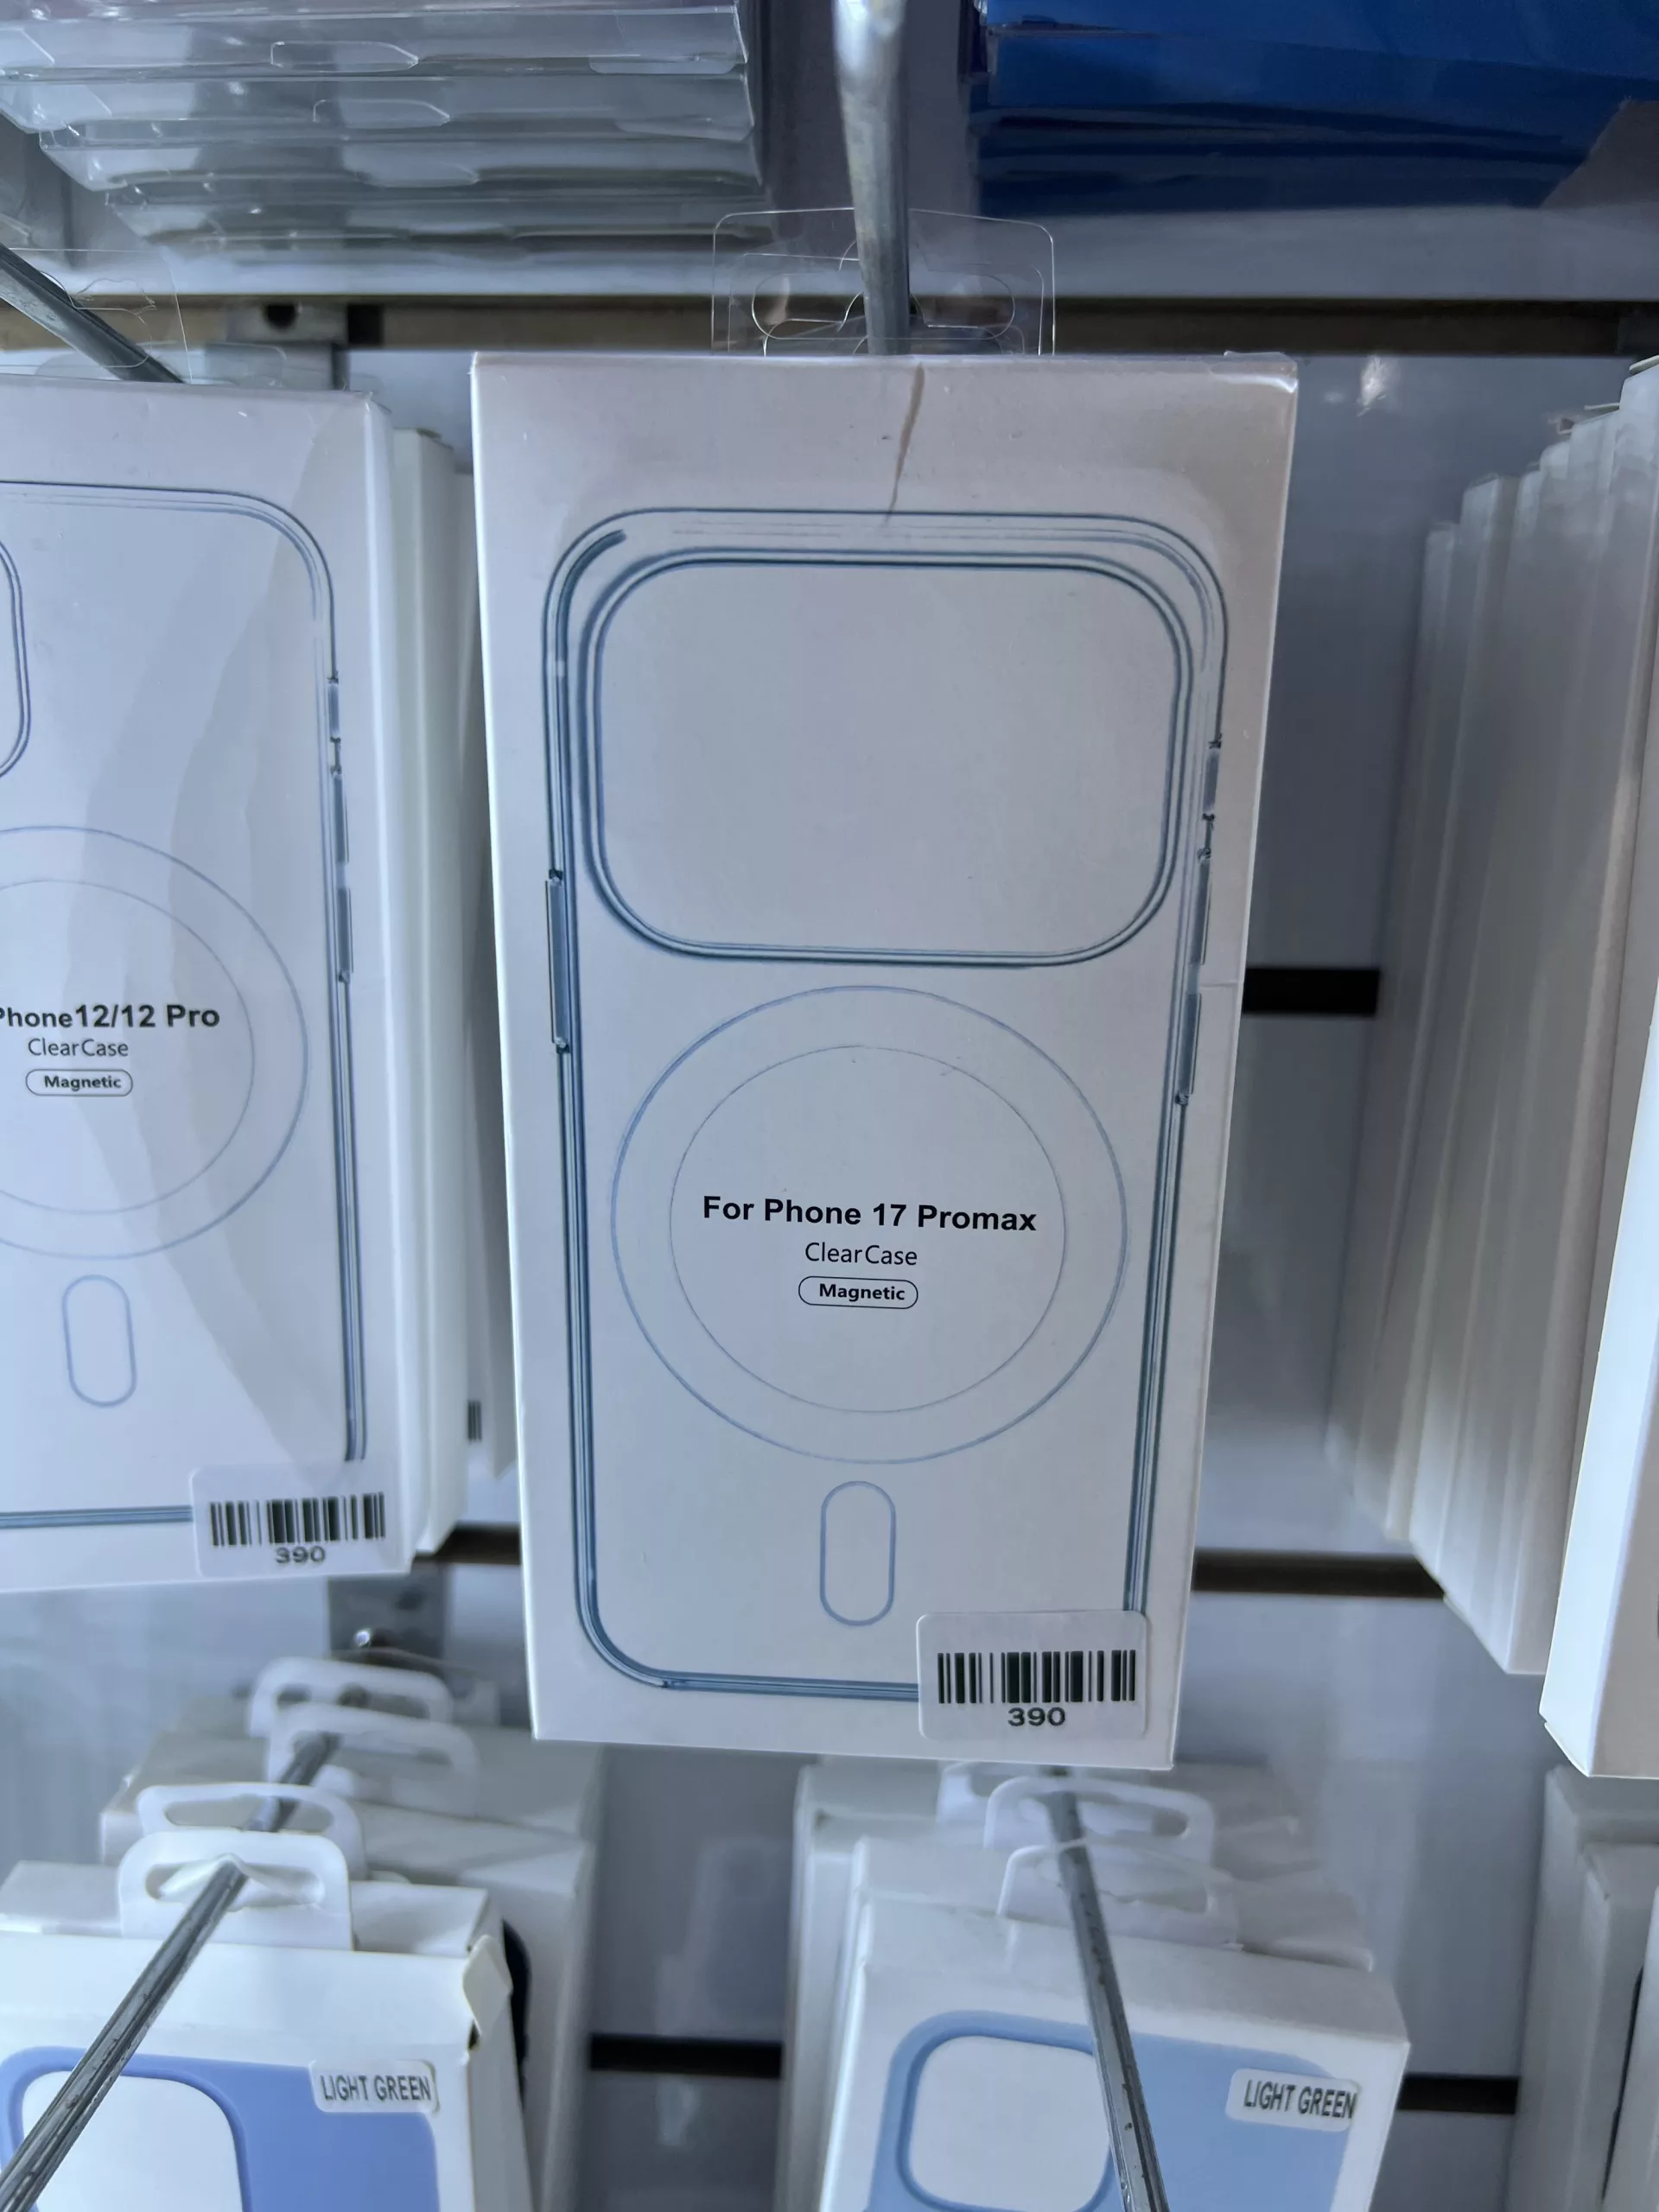 Phone12/12 Pro
ClearCase
Magnetic
390
For Phone 17 Promax
ClearCase
Magnetic
390
LIGHT GREEN
LIGHT GREEN